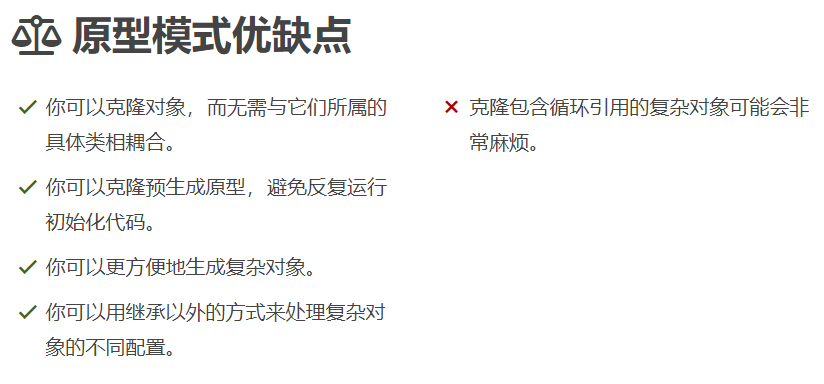 原型模式优缺点
你可以克隆对象，而无需与它们所属的
具体类相耦合。
你可以克隆预生成原型，避免反复运行
初始化代码。
你可以更方便地生成复杂对象。
你可以用继承以外的方式来处理复杂对
象的不同配置。
克隆包含循环引用的复杂对象可能会非
常麻烦。